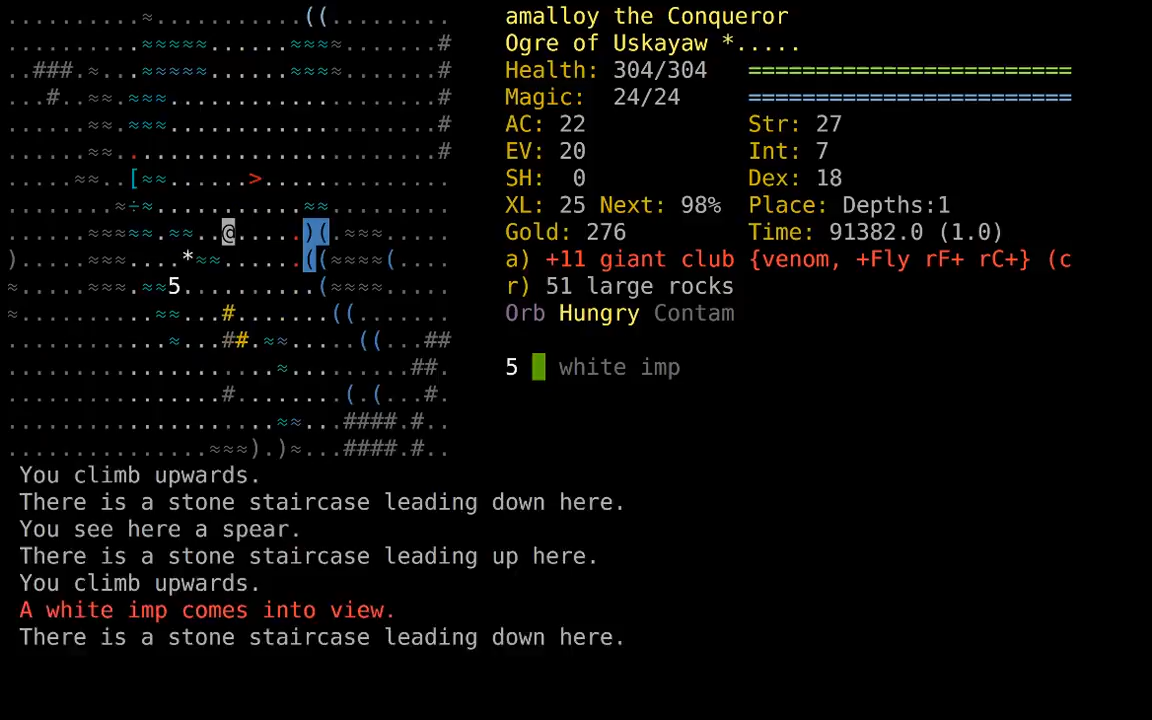 amalloy the Conqueror
Ogre of Uskayaw *.....
Health: 304/304
Magic: 24/24
AC: 22 Str: 27
EV: 20 Int: 7
SH: 0 Dex: 18
XL: 25 Next: 98% Place: Depths:1
Gold: 276 Time: 91382.0 (1.0)
a) +11 giant club {venom, +Fly rF+ rC+} (c
r) 51 large rocks
Orb Hungry Contam
5 white imp
You climb upwards.
There is a stone staircase leading down here.
You see here a spear.
There is a stone staircase leading up here.
You climb upwards.
A white imp comes into view.
There is a stone staircase leading down here.